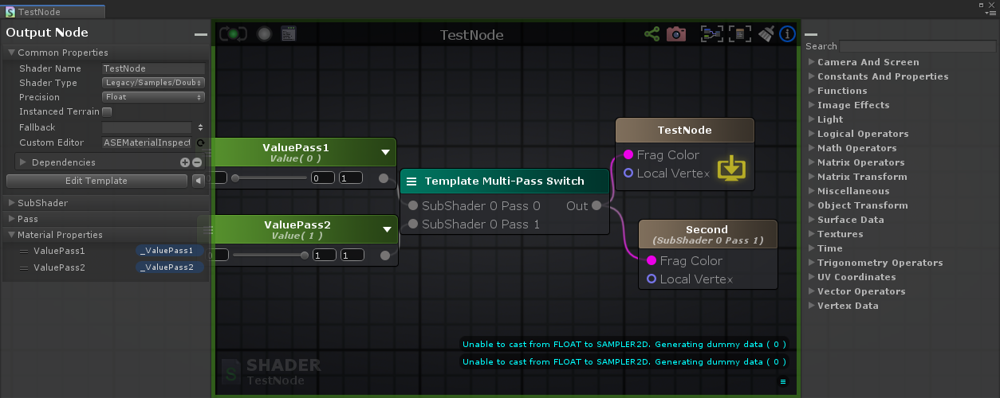 TestNode
Output Node
Common Properties
Shader Name TestNode
Shader Type Legacy/Samples/Doub
Precision Float
Instanced Terrain
Fallback
Custom Editor ASEMaterialInspect
Dependencies
Edit Template
SubShader
Pass
Material Properties
ValuePass1 _ValuePass1
ValuePass2 _ValuePass2
TestNode
ValuePass1
Value( 0 )
0 1
ValuePass2
Value( 1 )
1 1
Template Multi-Pass Switch
SubShader 0 Pass 0 Out
SubShader 0 Pass 1
TestNode
Frag Color
Local Vertex
Second
(SubShader 0 Pass 1)
Frag Color
Local Vertex
Unable to cast from FLOAT to SAMPLER2D. Generating dummy data ( 0 )
Unable to cast from FLOAT to SAMPLER2D. Generating dummy data ( 0 )
S SHADER
TestNode
Search
Camera And Screen
Constants And Properties
Functions
Image Effects
Light
Logical Operators
Math Operators
Matrix Operators
Matrix Transform
Miscellaneous
Object Transform
Surface Data
Textures
Time
Trigonometry Operators
UV Coordinates
Vector Operators
Vertex Data